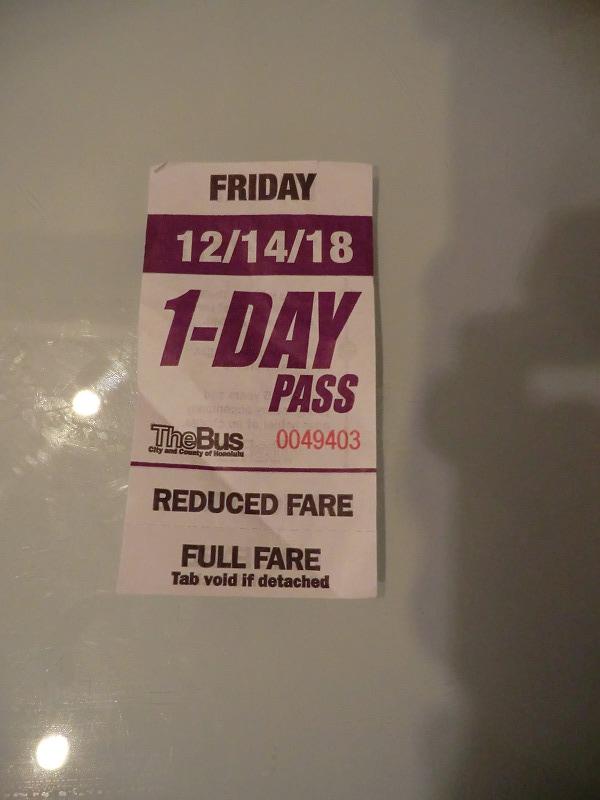 FRIDAY
12/14/18
1-DAY
PASS
TheBus
City and County of Honolulu
0049403
REDUCED FARE
FULL FARE
Tab void if detached